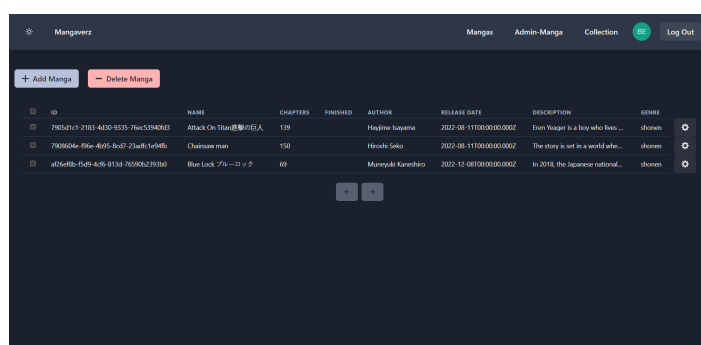 Mangaverz Mangas Admin-Manga Collection BE Log Out
+ Add Manga − Delete Manga
ID NAME CHAPTERS FINISHED AUTHOR RELEASE DATE DESCRIPTION GENRE
7905d1c1-2183-4d30-9335-76ec53940fd3 Attack On Titan進撃の巨人 139 Hayjime Isayama 2022-08-11T00:00:00.000Z Eren Yeager is a boy who lives ... shonen
7908604e-f96e-4b95-8cd7-23adfc1e94fb Chainsaw man 150 Hiroshi Seko 2022-08-11T00:00:00.000Z The story is set in a world whe... shonen
af26ef8b-f5d9-4cf6-813d-76590b2393b0 Blue Lock ブルーロック 69 Muneyuki Kaneshiro 2022-12-08T00:00:00.000Z In 2018, the Japanese national... shonen